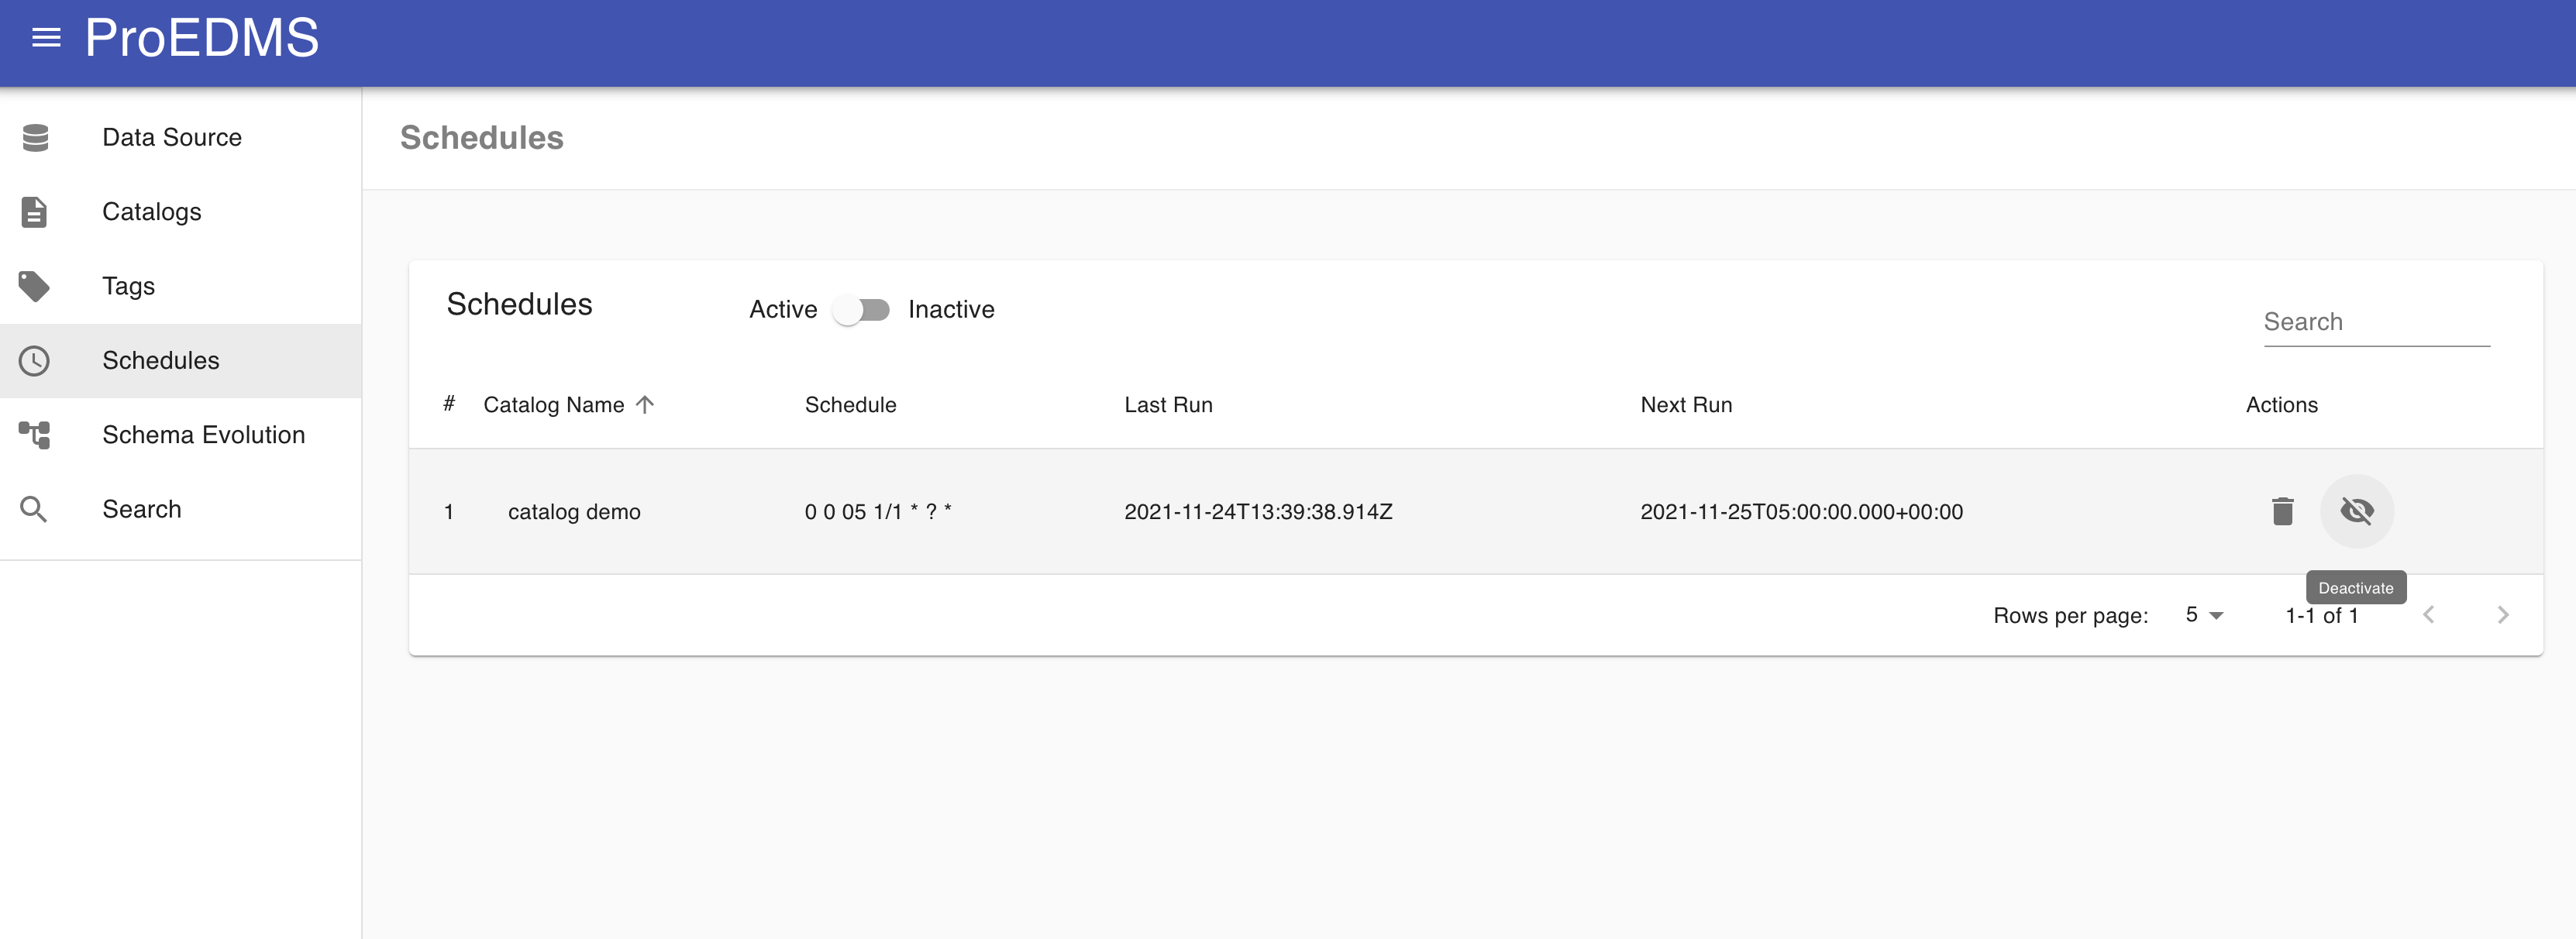 ProEDMS
Data Source
Catalogs
Tags
Schedules
Schema Evolution
Search
Schedules
Schedules Active Inactive Search
# Catalog Name Schedule Last Run Next Run Actions
1 catalog demo 0 0 05 1/1 * ? * 2021-11-24T13:39:38.914Z 2021-11-25T05:00:00.000+00:00
Deactivate
Rows per page: 5 1-1 of 1